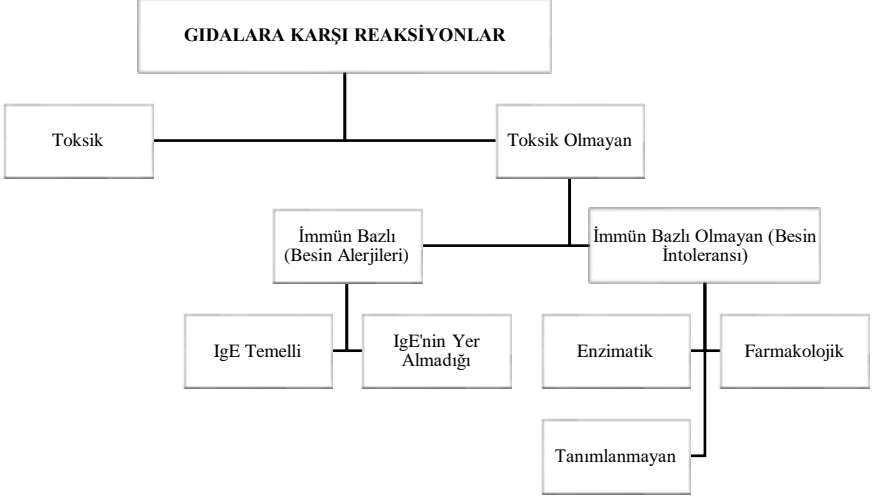 GIDALARA KARŞI REAKSİYONLAR
Toksik
Toksik Olmayan
İmmün Bazlı
(Besin Alerjileri)
İmmün Bazlı Olmayan (Besin
İntoleransı)
IgE Temelli
IgE'nin Yer
Almadığı
Enzimatik
Farmakolojik
Tanımlanmayan